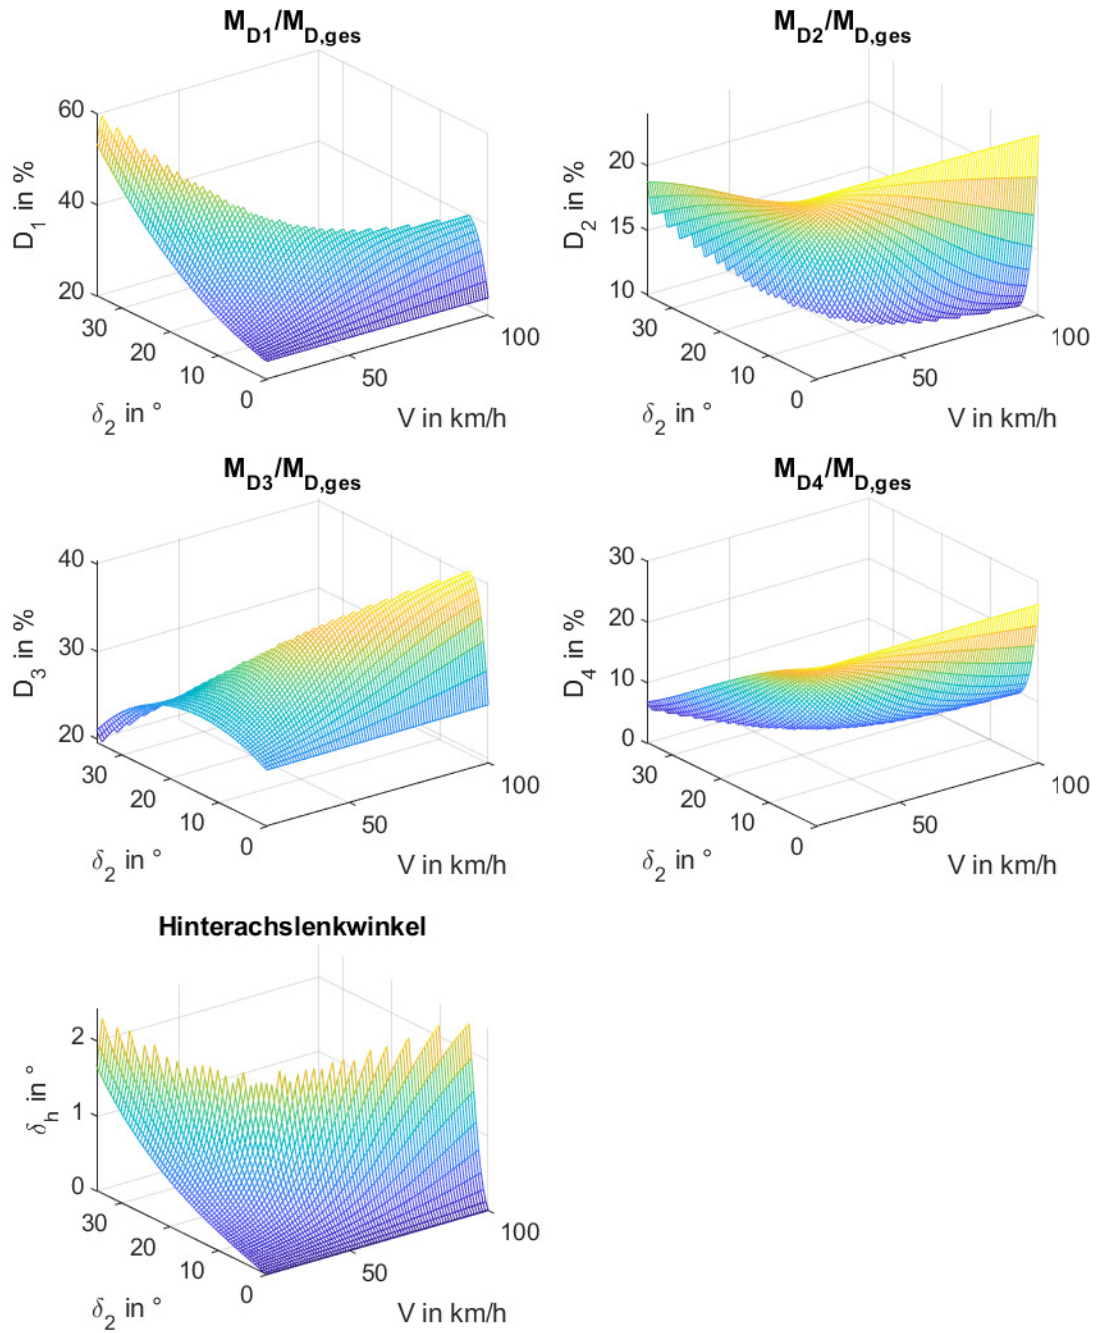 M_D1/M_D,ges
60
40
20
D_1 in %
30
20
10
0
δ_2 in °
50
100
V in km/h
M_D2/M_D,ges
20
15
10
D_2 in %
30
20
10
0
δ_2 in °
50
100
V in km/h
M_D3/M_D,ges
40
30
20
D_3 in %
30
20
10
0
δ_2 in °
50
100
V in km/h
M_D4/M_D,ges
30
20
10
0
D_4 in %
30
20
10
0
δ_2 in °
50
100
V in km/h
Hinterachslenkwinkel
2
1
0
δ_h in °
30
20
10
0
δ_2 in °
50
100
V in km/h